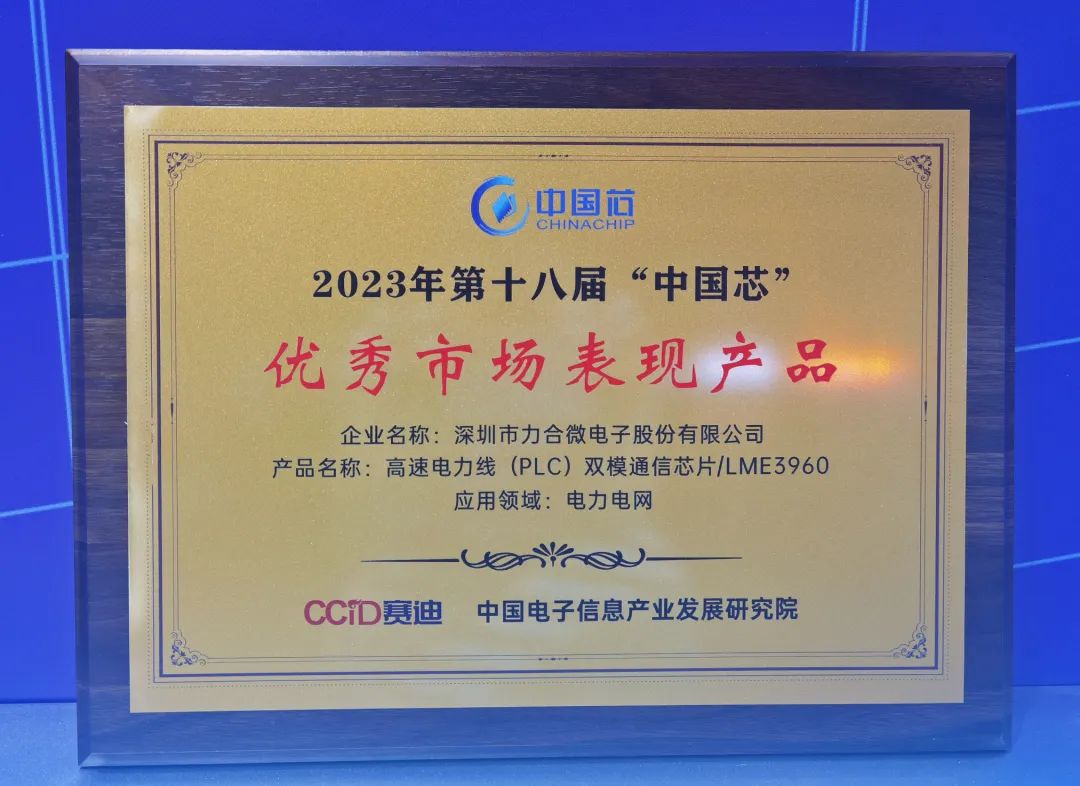 中国芯
CHINACHIP
2023年第十八届“中国芯”
优秀市场表现产品
企业名称：深圳市力合微电子股份有限公司
产品名称：高速电力线（PLC）双模通信芯片/LME3960
应用领域：电力电网
CCID赛迪 中国电子信息产业发展研究院